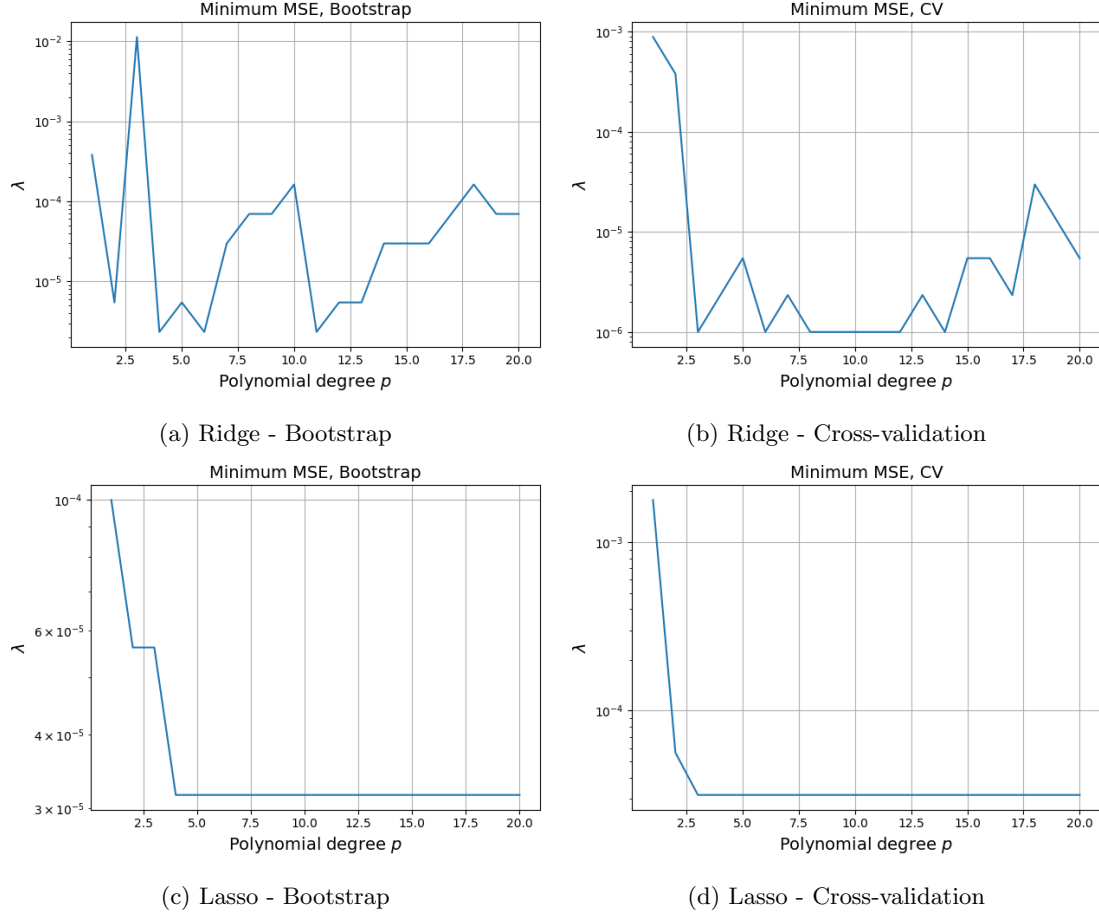 Minimum MSE, Bootstrap
10⁻²
10⁻³
10⁻⁴
10⁻⁵
λ
2.5 5.0 7.5 10.0 12.5 15.0 17.5 20.0
Polynomial degree p
(a) Ridge - Bootstrap
Minimum MSE, CV
10⁻³
10⁻⁴
10⁻⁵
10⁻⁶
λ
2.5 5.0 7.5 10.0 12.5 15.0 17.5 20.0
Polynomial degree p
(b) Ridge - Cross-validation
Minimum MSE, Bootstrap
10⁻⁴
6 × 10⁻⁵
4 × 10⁻⁵
3 × 10⁻⁵
λ
2.5 5.0 7.5 10.0 12.5 15.0 17.5 20.0
Polynomial degree p
(c) Lasso - Bootstrap
Minimum MSE, CV
10⁻³
10⁻⁴
λ
2.5 5.0 7.5 10.0 12.5 15.0 17.5 20.0
Polynomial degree p
(d) Lasso - Cross-validation